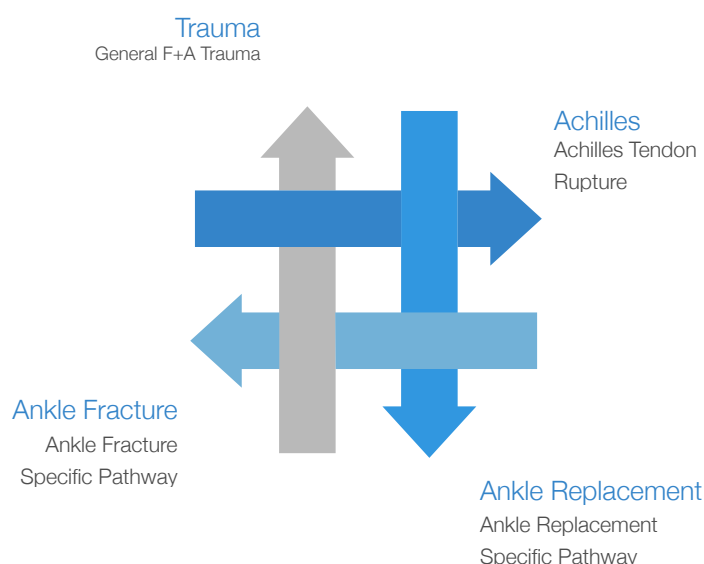 Trauma
General F+A Trauma
Achilles
Achilles Tendon
Rupture
Ankle Fracture
Ankle Fracture
Specific Pathway
Ankle Replacement
Ankle Replacement
Specific Pathway